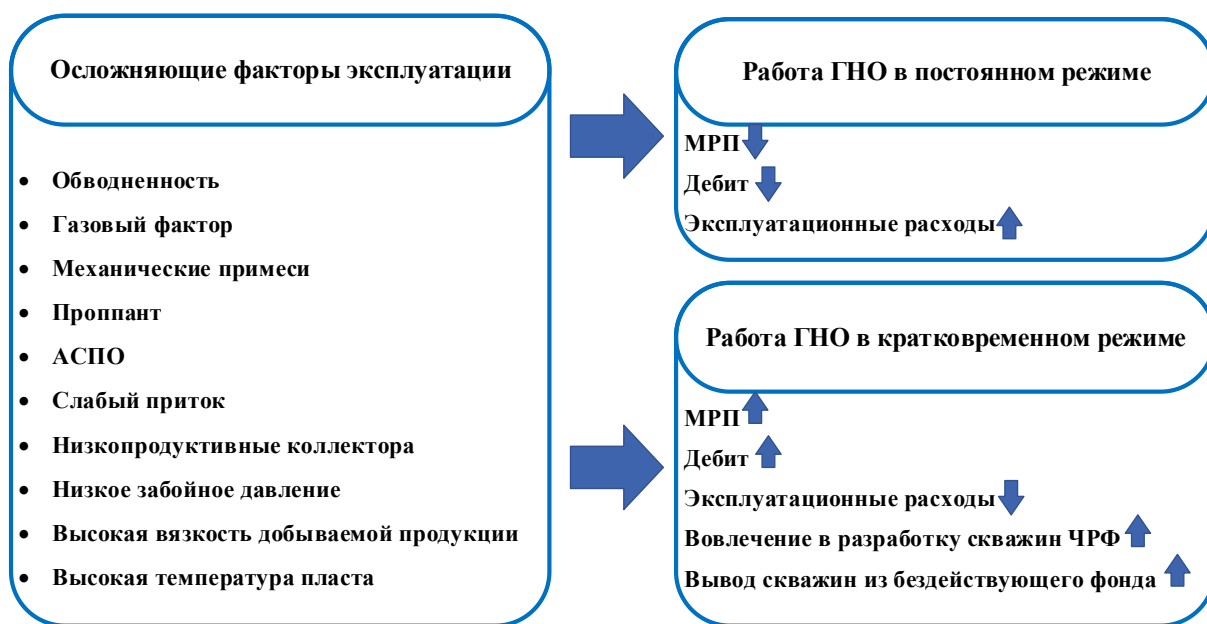 Осложняющие факторы эксплуатации
• Обводненность
• Газовый фактор
• Механические примеси
• Проппант
• АСПО
• Слабый приток
• Низкопродуктивные коллектора
• Низкое забойное давление
• Высокая вязкость добываемой продукции
• Высокая температура пласта
Работа ГНО в постоянном режиме
МРП
Дебит
Эксплуатационные расходы
Работа ГНО в кратковременном режиме
МРП
Дебит
Эксплуатационные расходы
Вовлечение в разработку скважин ЧРФ
Вывод скважин из бездействующего фонда